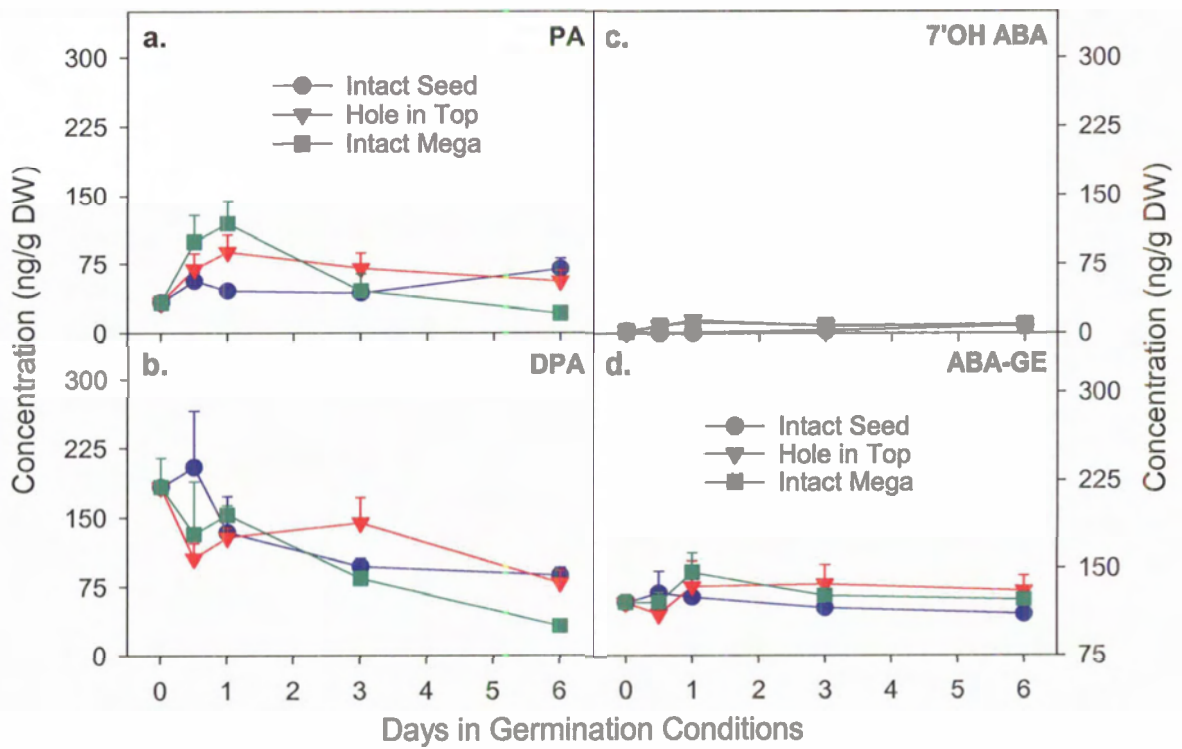 a.
PA
Intact Seed
Hole in Top
Intact Mega
300
225
150
75
0
c.
7'OH ABA
300
225
150
75
0
b.
DPA
300
225
150
75
0
d.
ABA-GE
Intact Seed
Hole in Top
Intact Mega
300
225
150
75
0 1 2 3 4 5 6
0 1 2 3 4 5 6
Days in Germination Conditions
Concentration (ng/g DW)
Concentration (ng/g DW)